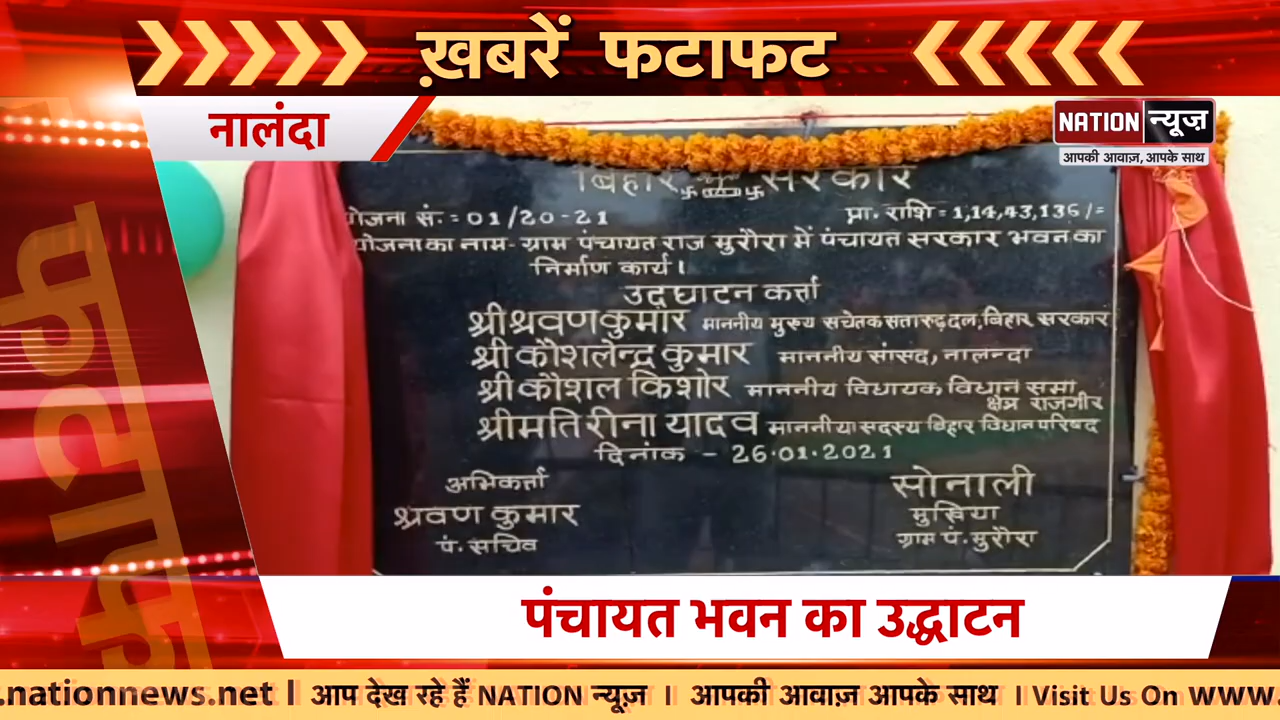 ख़बरें फटाफट
नालंदा
NATION न्यूज़
आपकी आवाज़, आपके साथ
बिहार सरकार
योजना सं. = 01/20-21 प्रा. राशि = 1,14,43,136/=
योजना का नाम- ग्राम पंचायत राज मुरौरा में पंचायत सरकार भवन का
निर्माण कार्य।
उदघाटन कर्त्ता
श्री श्रवण कुमार माननीय मुख्य सचेतक सतारुढ़ दल, बिहार सरकार
श्री कौशलेन्द्र कुमार माननीय सांसद, नालन्दा
श्री कौशल किशोर माननीय विधायक विधान सभा
क्षेत्र राजगीर
श्रीमति रीना यादव माननीया सदस्य बिहार विधान परिषद
दिनांक - 26.01.2021
अभिकर्त्ता
श्रवण कुमार
पं. सचिव
सोनाली
मुखिया
ग्राम पं. मुरौरा
फटाफट
पंचायत भवन का उद्घाटन
.nationnews.net । आप देख रहे हैं NATION न्यूज़ ।। आपकी आवाज़ आपके साथ । Visit Us On www.